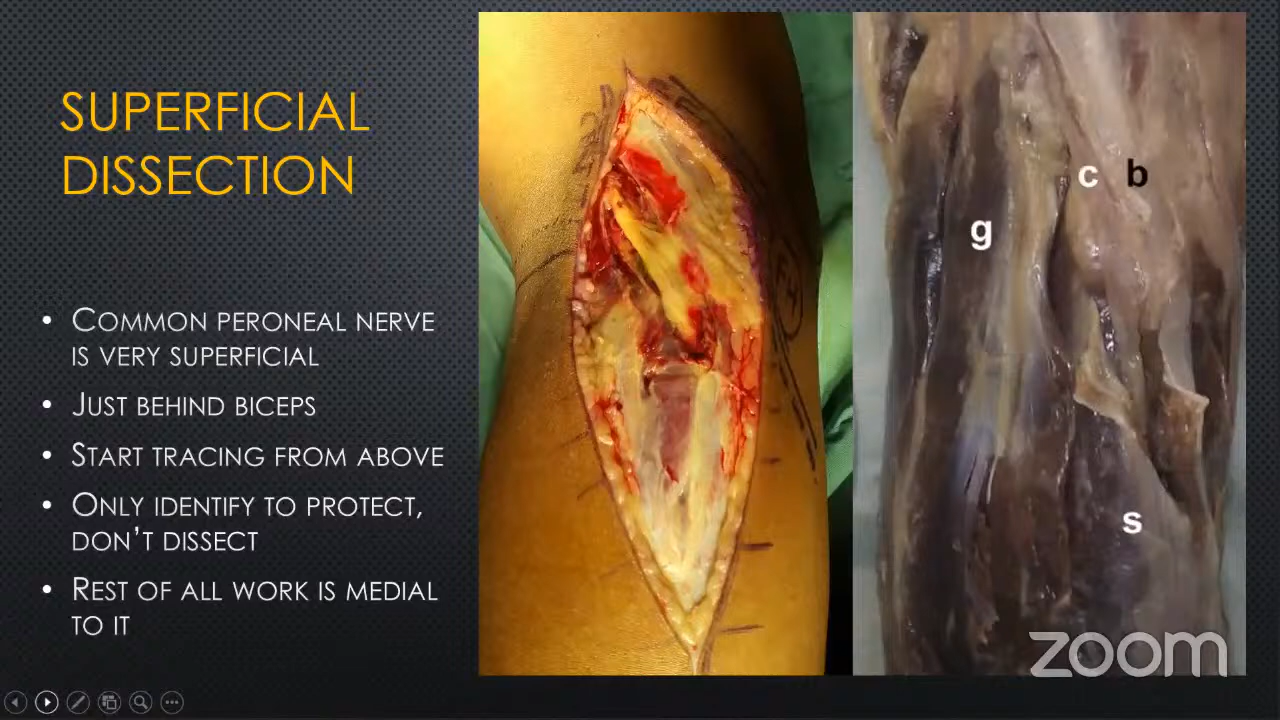 SUPERFICIAL
DISSECTION
• COMMON PERONEAL NERVE
IS VERY SUPERFICIAL
• JUST BEHIND BICEPS
• START TRACING FROM ABOVE
• ONLY IDENTIFY TO PROTECT,
DON'T DISSECT
• REST OF ALL WORK IS MEDIAL
TO IT
c b
g
s
zoom